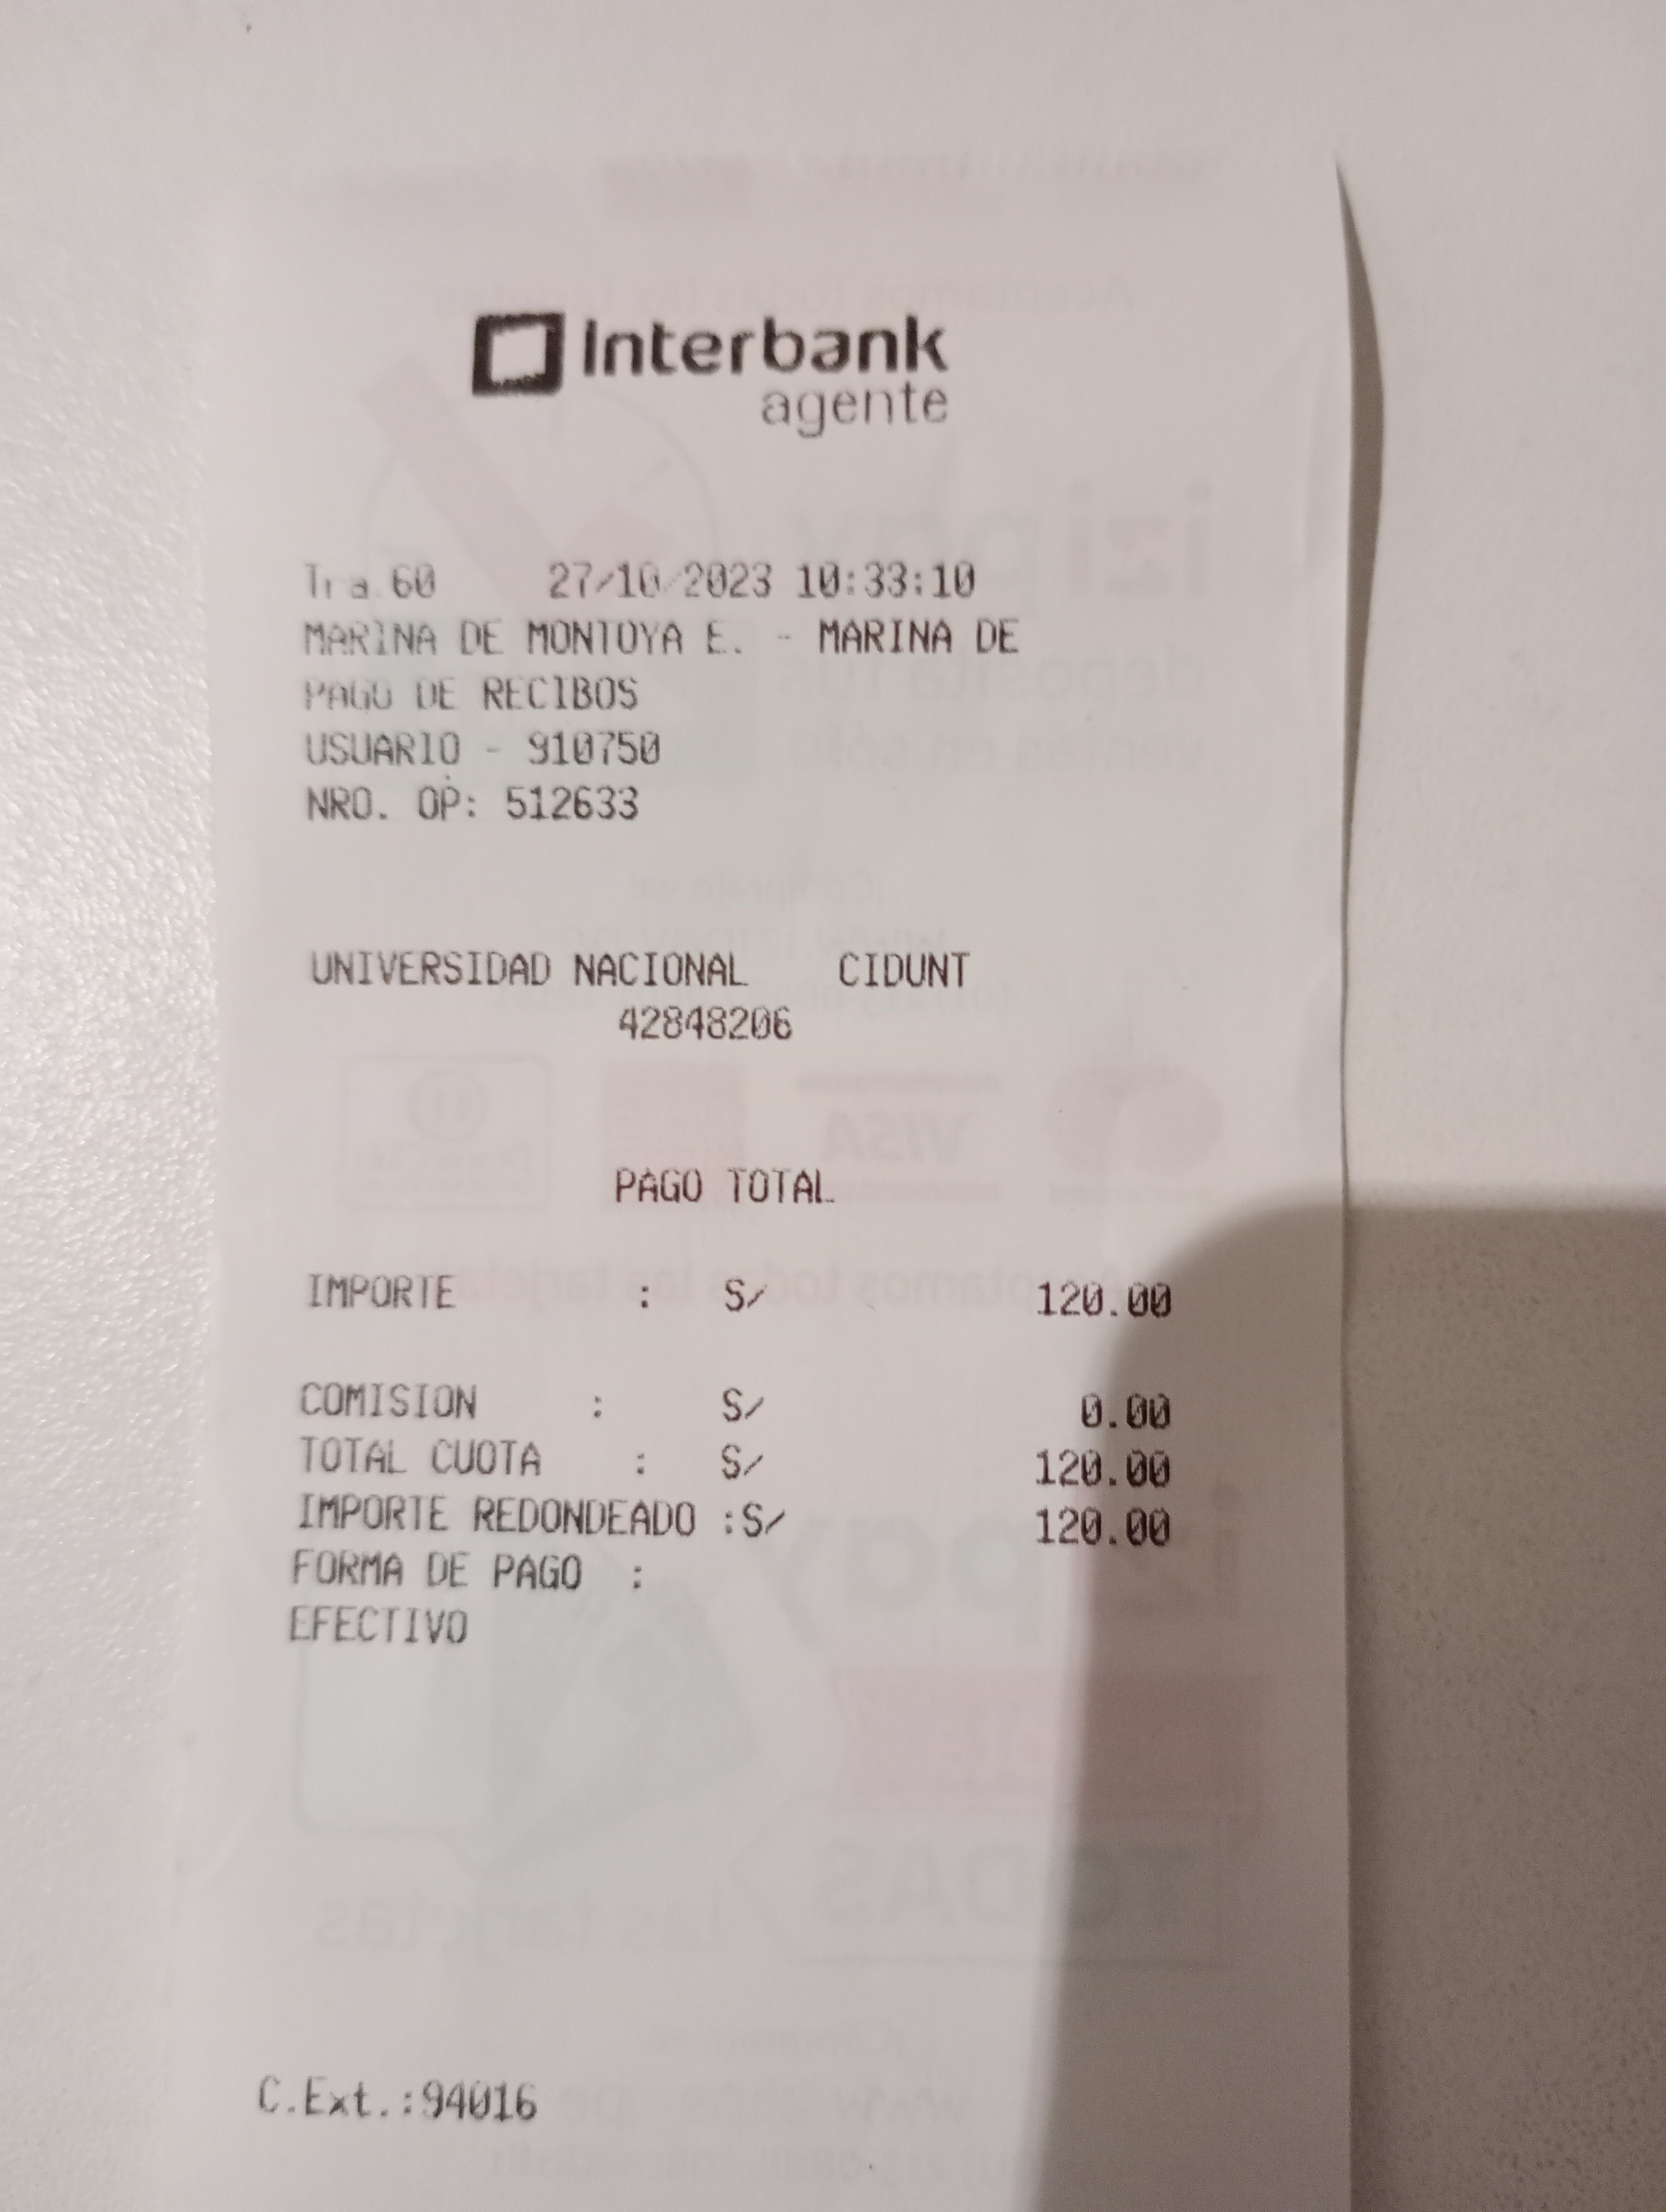 Interbank
agente
Tra.60 27/10/2023 10:33:10
MARINA DE MONTOYA E. - MARINA DE
PAGO DE RECIBOS
USUARIO - 910750
NRO. OP: 512633
UNIVERSIDAD NACIONAL CIDUNT
42848206
PAGO TOTAL
IMPORTE : S/ 120.00
COMISION : S/ 0.00
TOTAL CUOTA : S/ 120.00
IMPORTE REDONDEADO :S/ 120.00
FORMA DE PAGO :
EFECTIVO
C.Ext.:94016